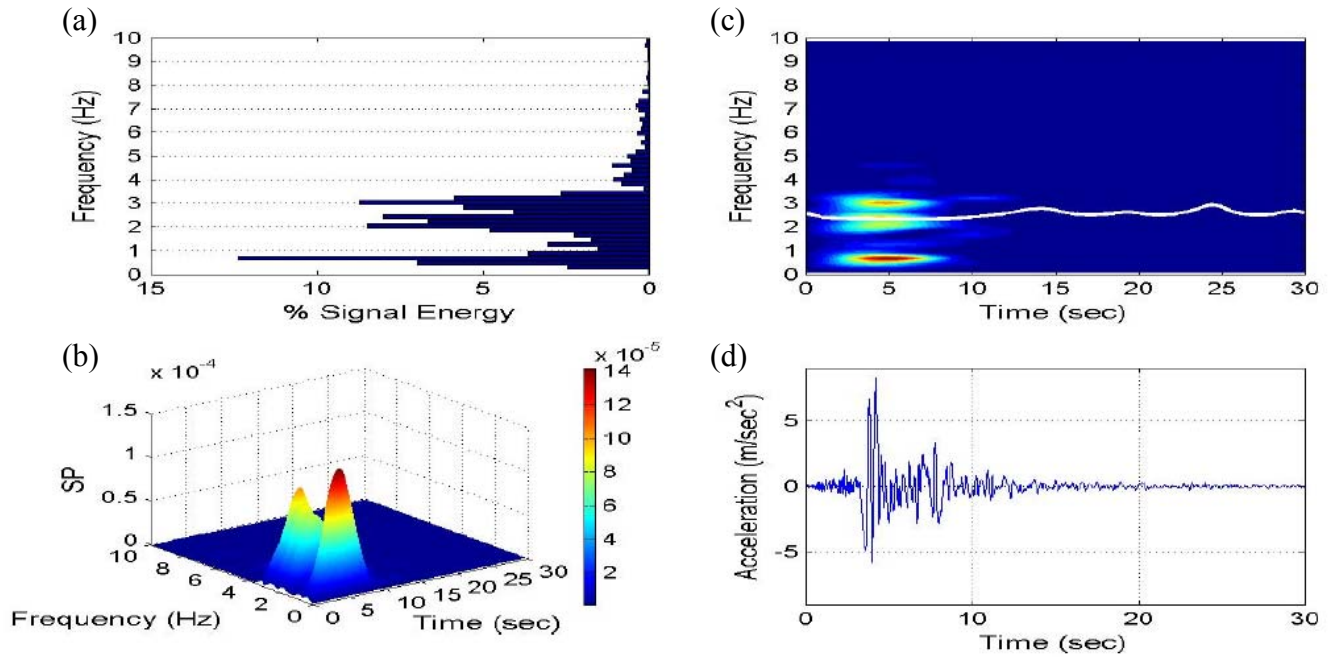 (a)
10
9
8
7
6
5
4
3
2
1
0
Frequency (Hz)
15 10 5 0
% Signal Energy
(c)
10
9
8
7
6
5
4
3
2
1
0
Frequency (Hz)
0 5 10 15 20 25 30
Time (sec)
(b)
x 10-4
1.5
1
0.5
0
SP
10 8 6 4 2 0
Frequency (Hz)
0 5 10 15 20 25 30
Time (sec)
x 10-5
14
12
10
8
6
4
2
(d)
5
0
-5
Acceleration (m/sec2)
0 10 20 30
Time (sec)